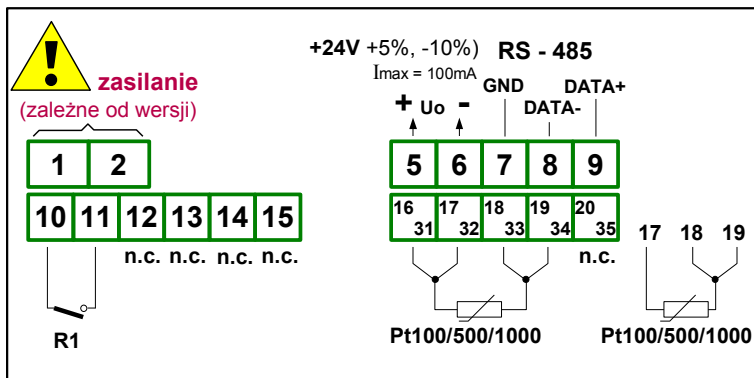 !
zasilanie
(zależne od wersji)
+24V +5%, -10%)
RS - 485
Imax = 100mA
GND
DATA+
+ Uo -
DATA-
1 2
5 6 7 8 9
10 11 12 13 14 15
16 31 17 32 18 33 19 34 20 35
n.c. n.c. n.c. n.c.
n.c.
17 18 19
R1
Pt100/500/1000
Pt100/500/1000